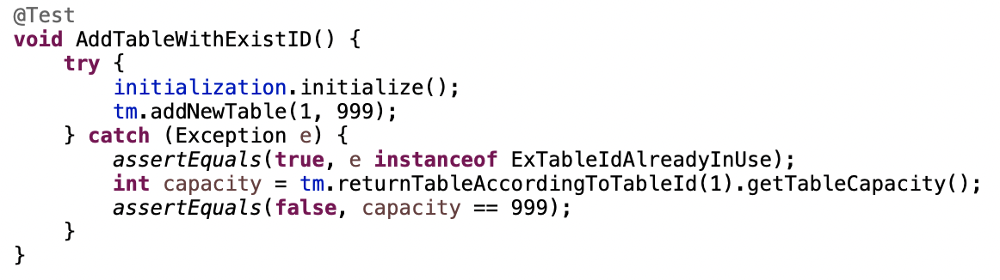 @Test
void AddTableWithExistID() {
    try {
        initialization.initialize();
        tm.addNewTable(1, 999);
    } catch (Exception e) {
        assertEquals(true, e instanceof ExTableIdAlreadyInUse);
        int capacity = tm.returnTableAccordingToTableId(1).getTableCapacity();
        assertEquals(false, capacity == 999);
    }
}